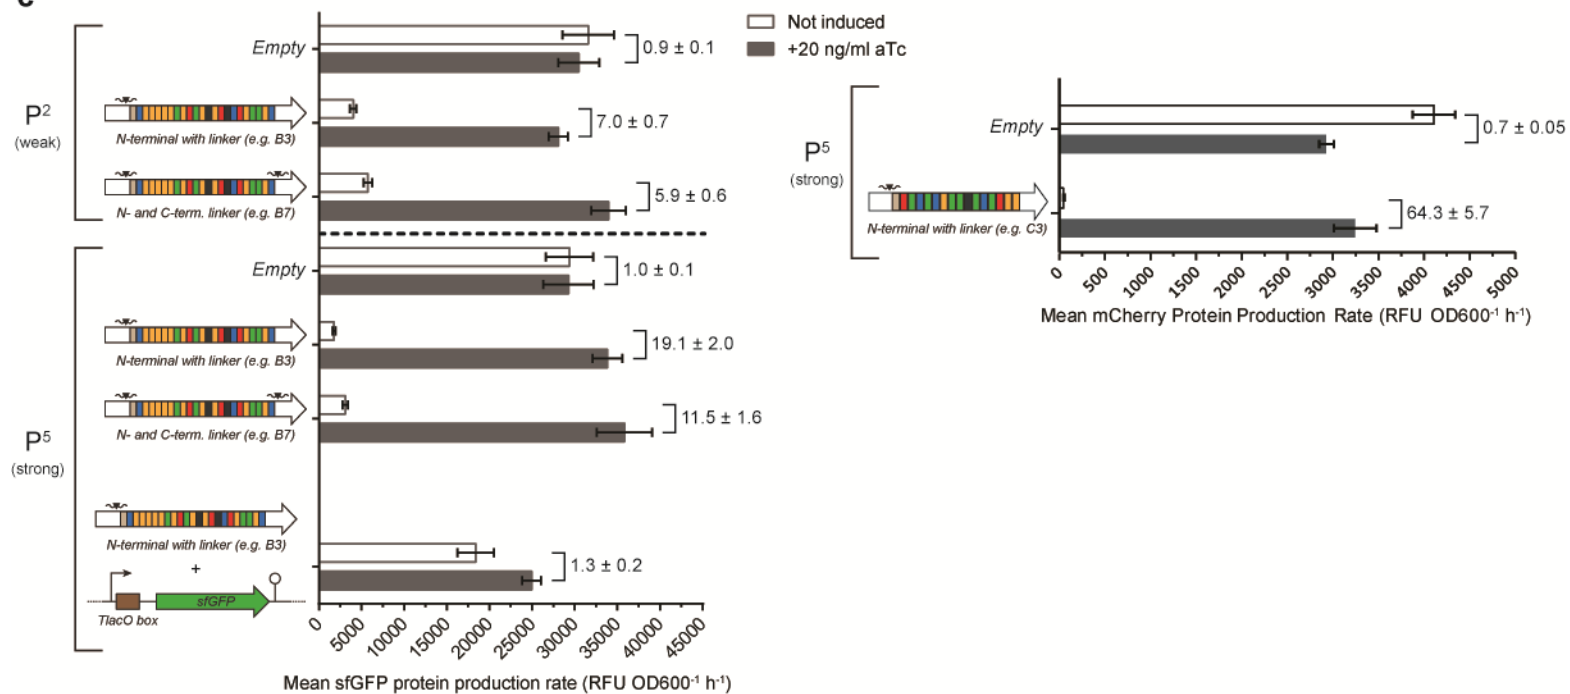 Not induced
+20 ng/ml aTc
P2
(weak)
Empty
0.9 ± 0.1
N-terminal with linker (e.g. B3)
7.0 ± 0.7
N- and C-term. linker (e.g. B7)
5.9 ± 0.6
P5
(strong)
Empty
1.0 ± 0.1
N-terminal with linker (e.g. B3)
19.1 ± 2.0
N- and C-term. linker (e.g. B7)
11.5 ± 1.6
N-terminal with linker (e.g. B3)
+
sfGFP
TlacO box
1.3 ± 0.2
0 5000 10000 15000 20000 25000 30000 35000 40000 45000
Mean sfGFP protein production rate (RFU OD600-1 h-1)
P5
(strong)
Empty
0.7 ± 0.05
N-terminal with linker (e.g. C3)
64.3 ± 5.7
0 500 1000 1500 2000 2500 3000 3500 4000 4500 5000
Mean mCherry Protein Production Rate (RFU OD600-1 h-1)